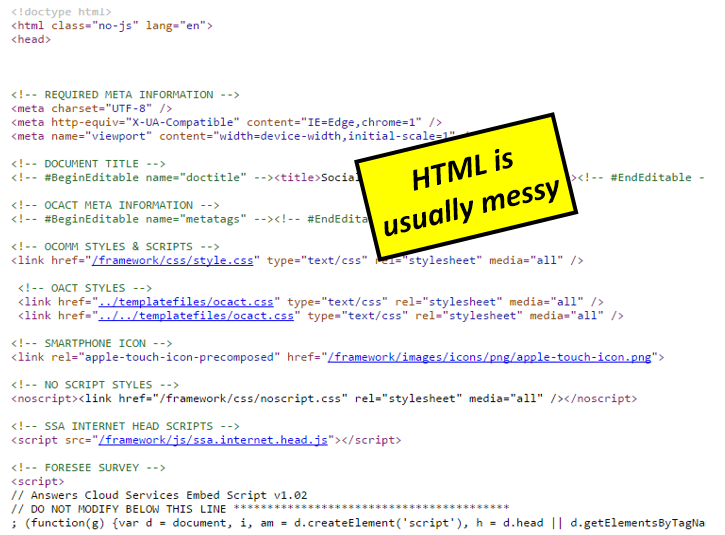 <!doctype html>
<html class="no-js" lang="en">
<head>
<!-- REQUIRED META INFORMATION -->
<meta charset="UTF-8" />
<meta http-equiv="X-UA-Compatible" content="IE=Edge,chrome=1" />
<meta name="viewport" content="width=device-width,initial-scale=1"
<!-- DOCUMENT TITLE -->
<!-- #BeginEditable name="doctitle" --><title>Social ><!-- #EndEditable -
<!-- OCACT META INFORMATION -->
<!-- #BeginEditable name="metatags" --><!-- #EndEdita
HTML is
usually messy
<!-- OCOMM STYLES & SCRIPTS -->
<link href="/framework/css/style.css" type="text/css" rel="stylesheet" media="all" />
<!-- OACT STYLES -->
<link href="../templatefiles/ocact.css" type="text/css" rel="stylesheet" media="all" />
<link href="../../templatefiles/ocact.css" type="text/css" rel="stylesheet" media="all" />
<!-- SMARTPHONE ICON -->
<link rel="apple-touch-icon-precomposed" href="/framework/images/icons/png/apple-touch-icon.png">
<!-- NO SCRIPT STYLES -->
<noscript><link href="/framework/css/noscript.css" rel="stylesheet" media="all" /></noscript>
<!-- SSA INTERNET HEAD SCRIPTS -->
<script src="/framework/js/ssa.internet.head.js"></script>
<!-- FORESEE SURVEY -->
<script>
// Answers Cloud Services Embed Script v1.02
// DO NOT MODIFY BELOW THIS LINE *****************************************
; (function(g) {var d = document, i, am = d.createElement('script'), h = d.head || d.getElementsByTagNa